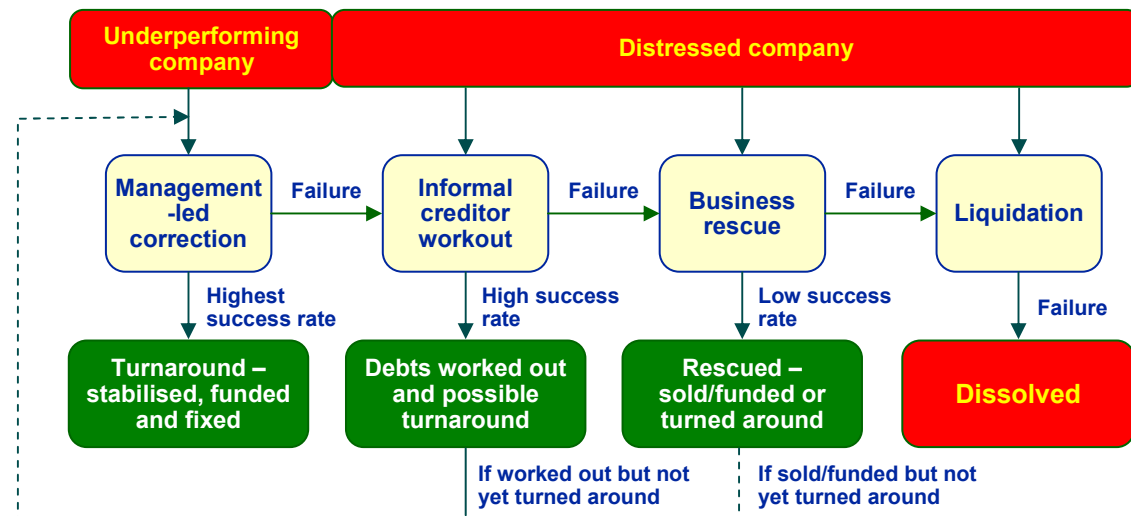 Underperforming
company
Distressed company
Management
-led
correction
Failure
Informal
creditor
workout
Failure
Business
rescue
Failure
Liquidation
Highest
success rate
High success
rate
Low success
rate
Failure
Turnaround –
stabilised, funded
and fixed
Debts worked out
and possible
turnaround
Rescued –
sold/funded or
turned around
Dissolved
If worked out but not
yet turned around
If sold/funded but not
yet turned around